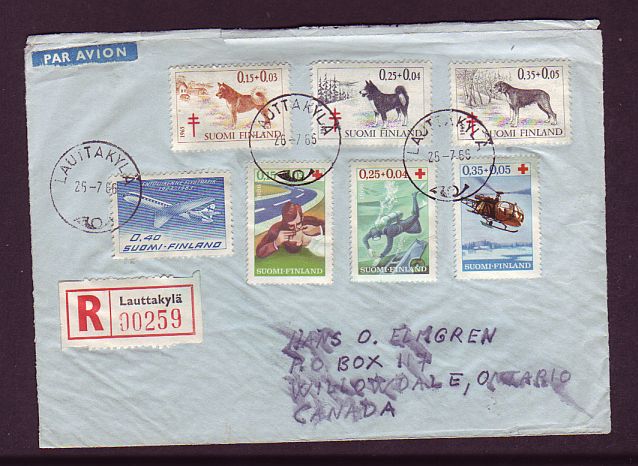 PAR AVION
0,15+0,03
1965
SUOMI FINLAND
0,25+0,04
SUOMI FINLAND
0,35+0,05
SUOMI FINLAND
LAUTTAKYLÄ
26-7.66
LAUTTAKYLÄ
26-7.66
LAUTTAKYLÄ
26-7.66
0,40
SUOMI-FINLAND
0,15
SUOMI-FINLAND
0,25+0,04
SUOMI-FINLAND
0,35+0,05
SUOMI-FINLAND
R Lauttakylä
00259
HANS O. ELMGREN
P.O BOX 117
WILLOWDALE, ONTARIO
CANADA